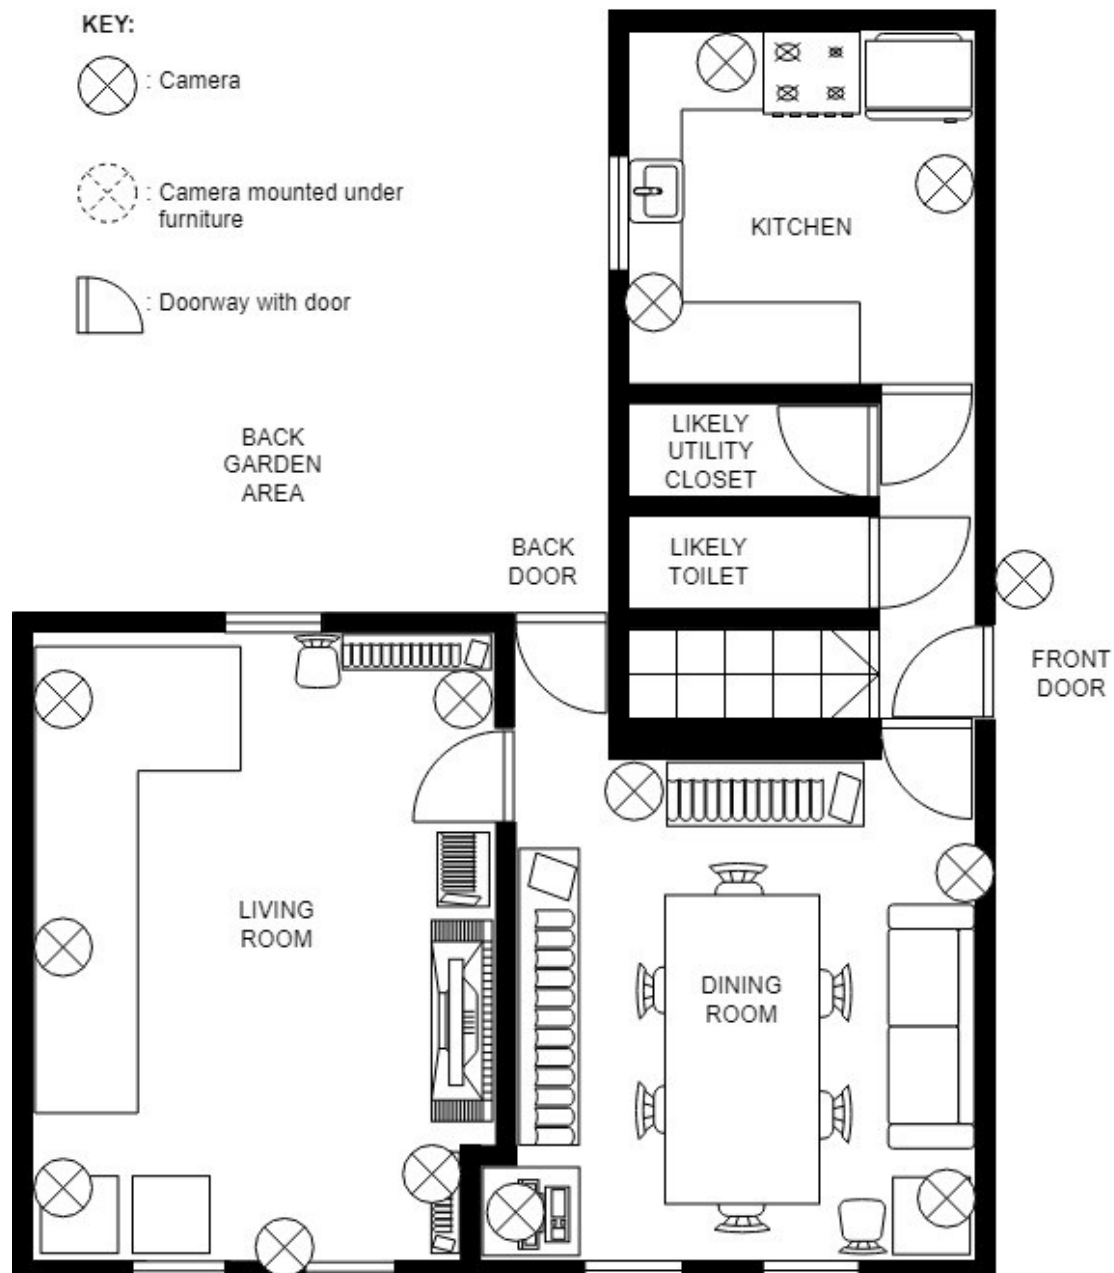 KEY:
: Camera
: Camera mounted under
furniture
: Doorway with door
KITCHEN
LIKELY
UTILITY
CLOSET
BACK
GARDEN
AREA
BACK
DOOR
LIKELY
TOILET
FRONT
DOOR
LIVING
ROOM
DINING
ROOM